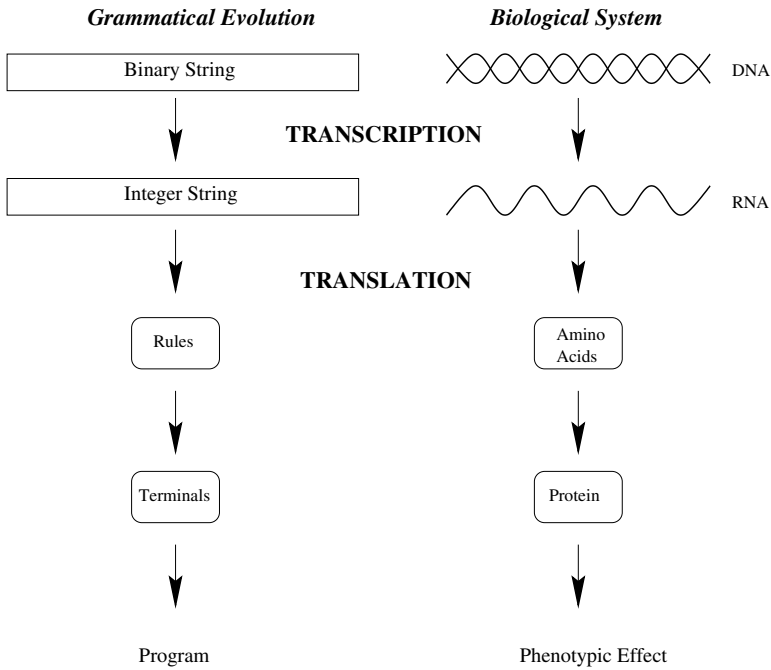 Grammatical Evolution
Biological System
Binary String
DNA
TRANSCRIPTION
Integer String
RNA
TRANSLATION
Rules
Amino
Acids
Terminals
Protein
Program
Phenotypic Effect